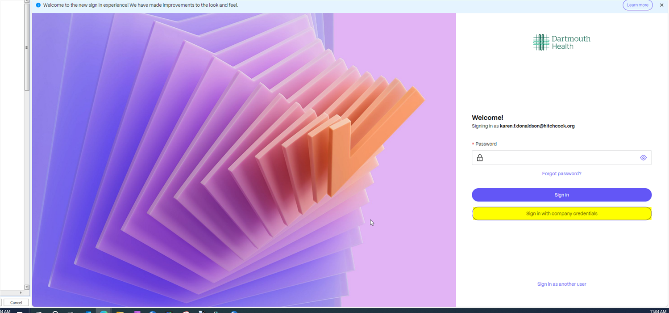 Welcome to the new sign in experience! We have made improvements to the look and feel.
Learn more
Dartmouth
Health
Welcome!
Signing in as karen.l.donaldson@hitchcock.org
* Password
Forgot password?
Sign in
Sign in with company credentials
Sign in as another user
Cancel